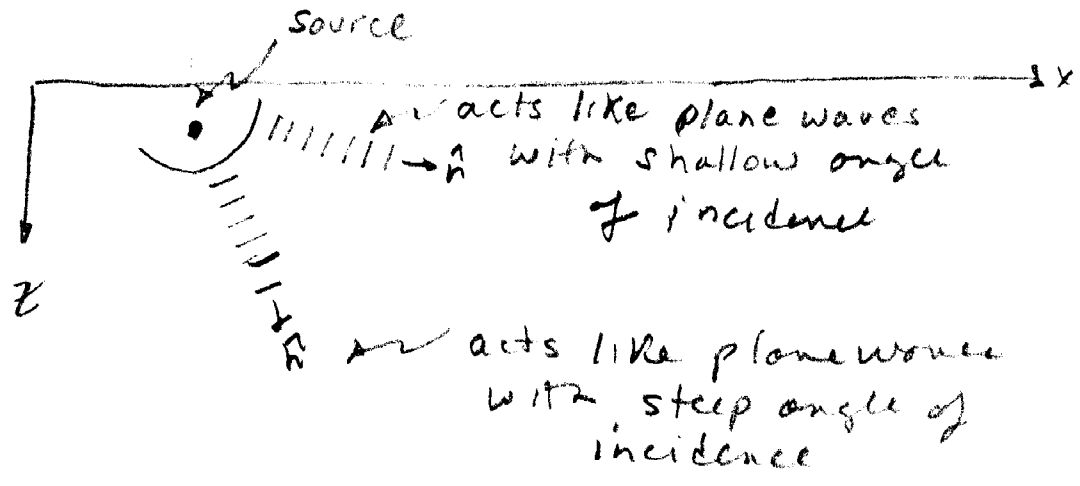 source
x
acts like plane waves
n̂ with shallow angle
of incidence
z
n̂ acts like plane waves
with steep angle of
incidence